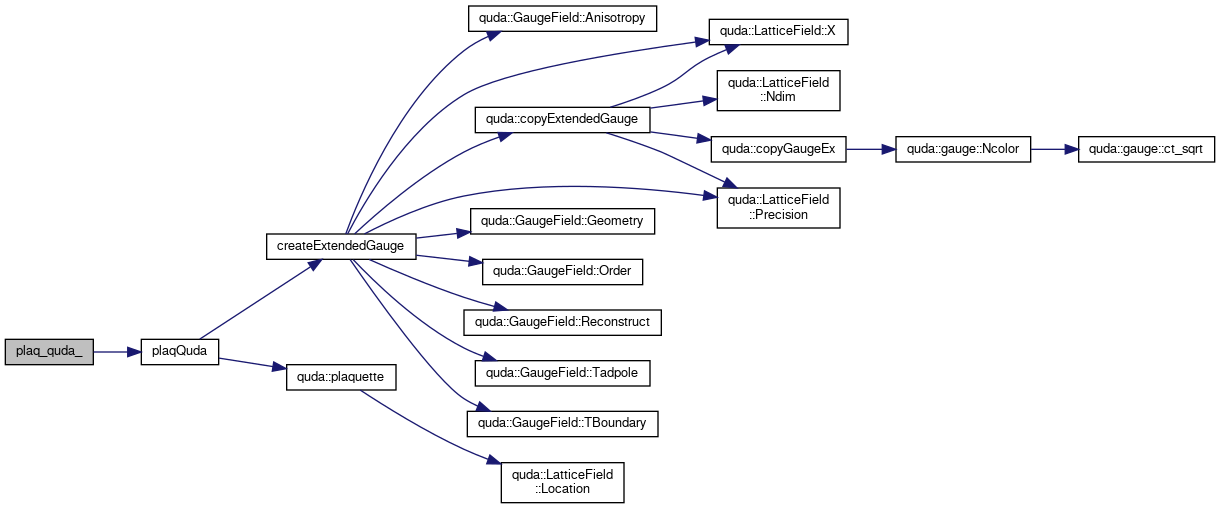 quda::GaugeField::Anisotropy
quda::LatticeField::X
quda::LatticeField
::Ndim
quda::copyExtendedGauge
quda::copyGaugeEx
quda::gauge::Ncolor
quda::gauge::ct_sqrt
quda::LatticeField
::Precision
quda::GaugeField::Geometry
createExtendedGauge
quda::GaugeField::Order
quda::GaugeField::Reconstruct
plaq_quda_
plaqQuda
quda::plaquette
quda::GaugeField::Tadpole
quda::GaugeField::TBoundary
quda::LatticeField
::Location